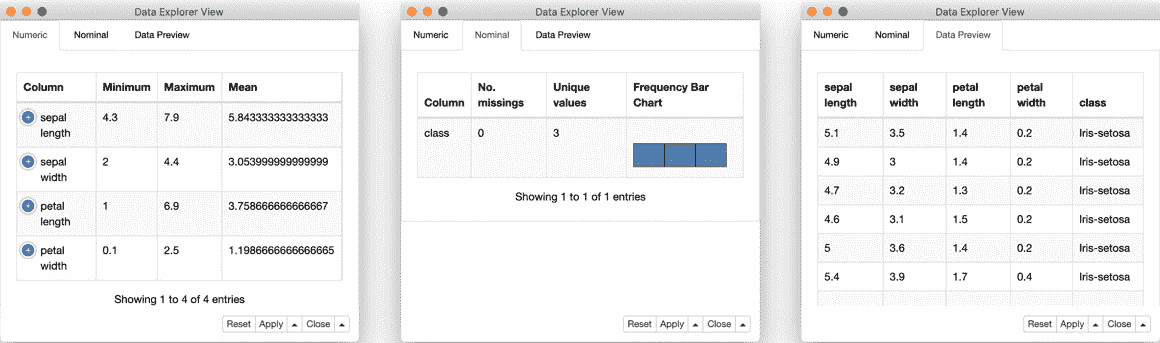 Data Explorer View
Numeric Nominal Data Preview
Column Minimum Maximum Mean
sepal length 4.3 7.9 5.843333333333333
sepal width 2 4.4 3.053999999999999
petal length 1 6.9 3.758666666666667
petal width 0.1 2.5 1.1986666666666665
Showing 1 to 4 of 4 entries
Reset Apply Close
Data Explorer View
Numeric Nominal Data Preview
Column No. missings Unique values Frequency Bar Chart
class 0 3
Showing 1 to 1 of 1 entries
Reset Apply Close
Data Explorer View
Numeric Nominal Data Preview
sepal length sepal width petal length petal width class
5.1 3.5 1.4 0.2 Iris-setosa
4.9 3 1.4 0.2 Iris-setosa
4.7 3.2 1.3 0.2 Iris-setosa
4.6 3.1 1.5 0.2 Iris-setosa
5 3.6 1.4 0.2 Iris-setosa
5.4 3.9 1.7 0.4 Iris-setosa
Reset Apply Close